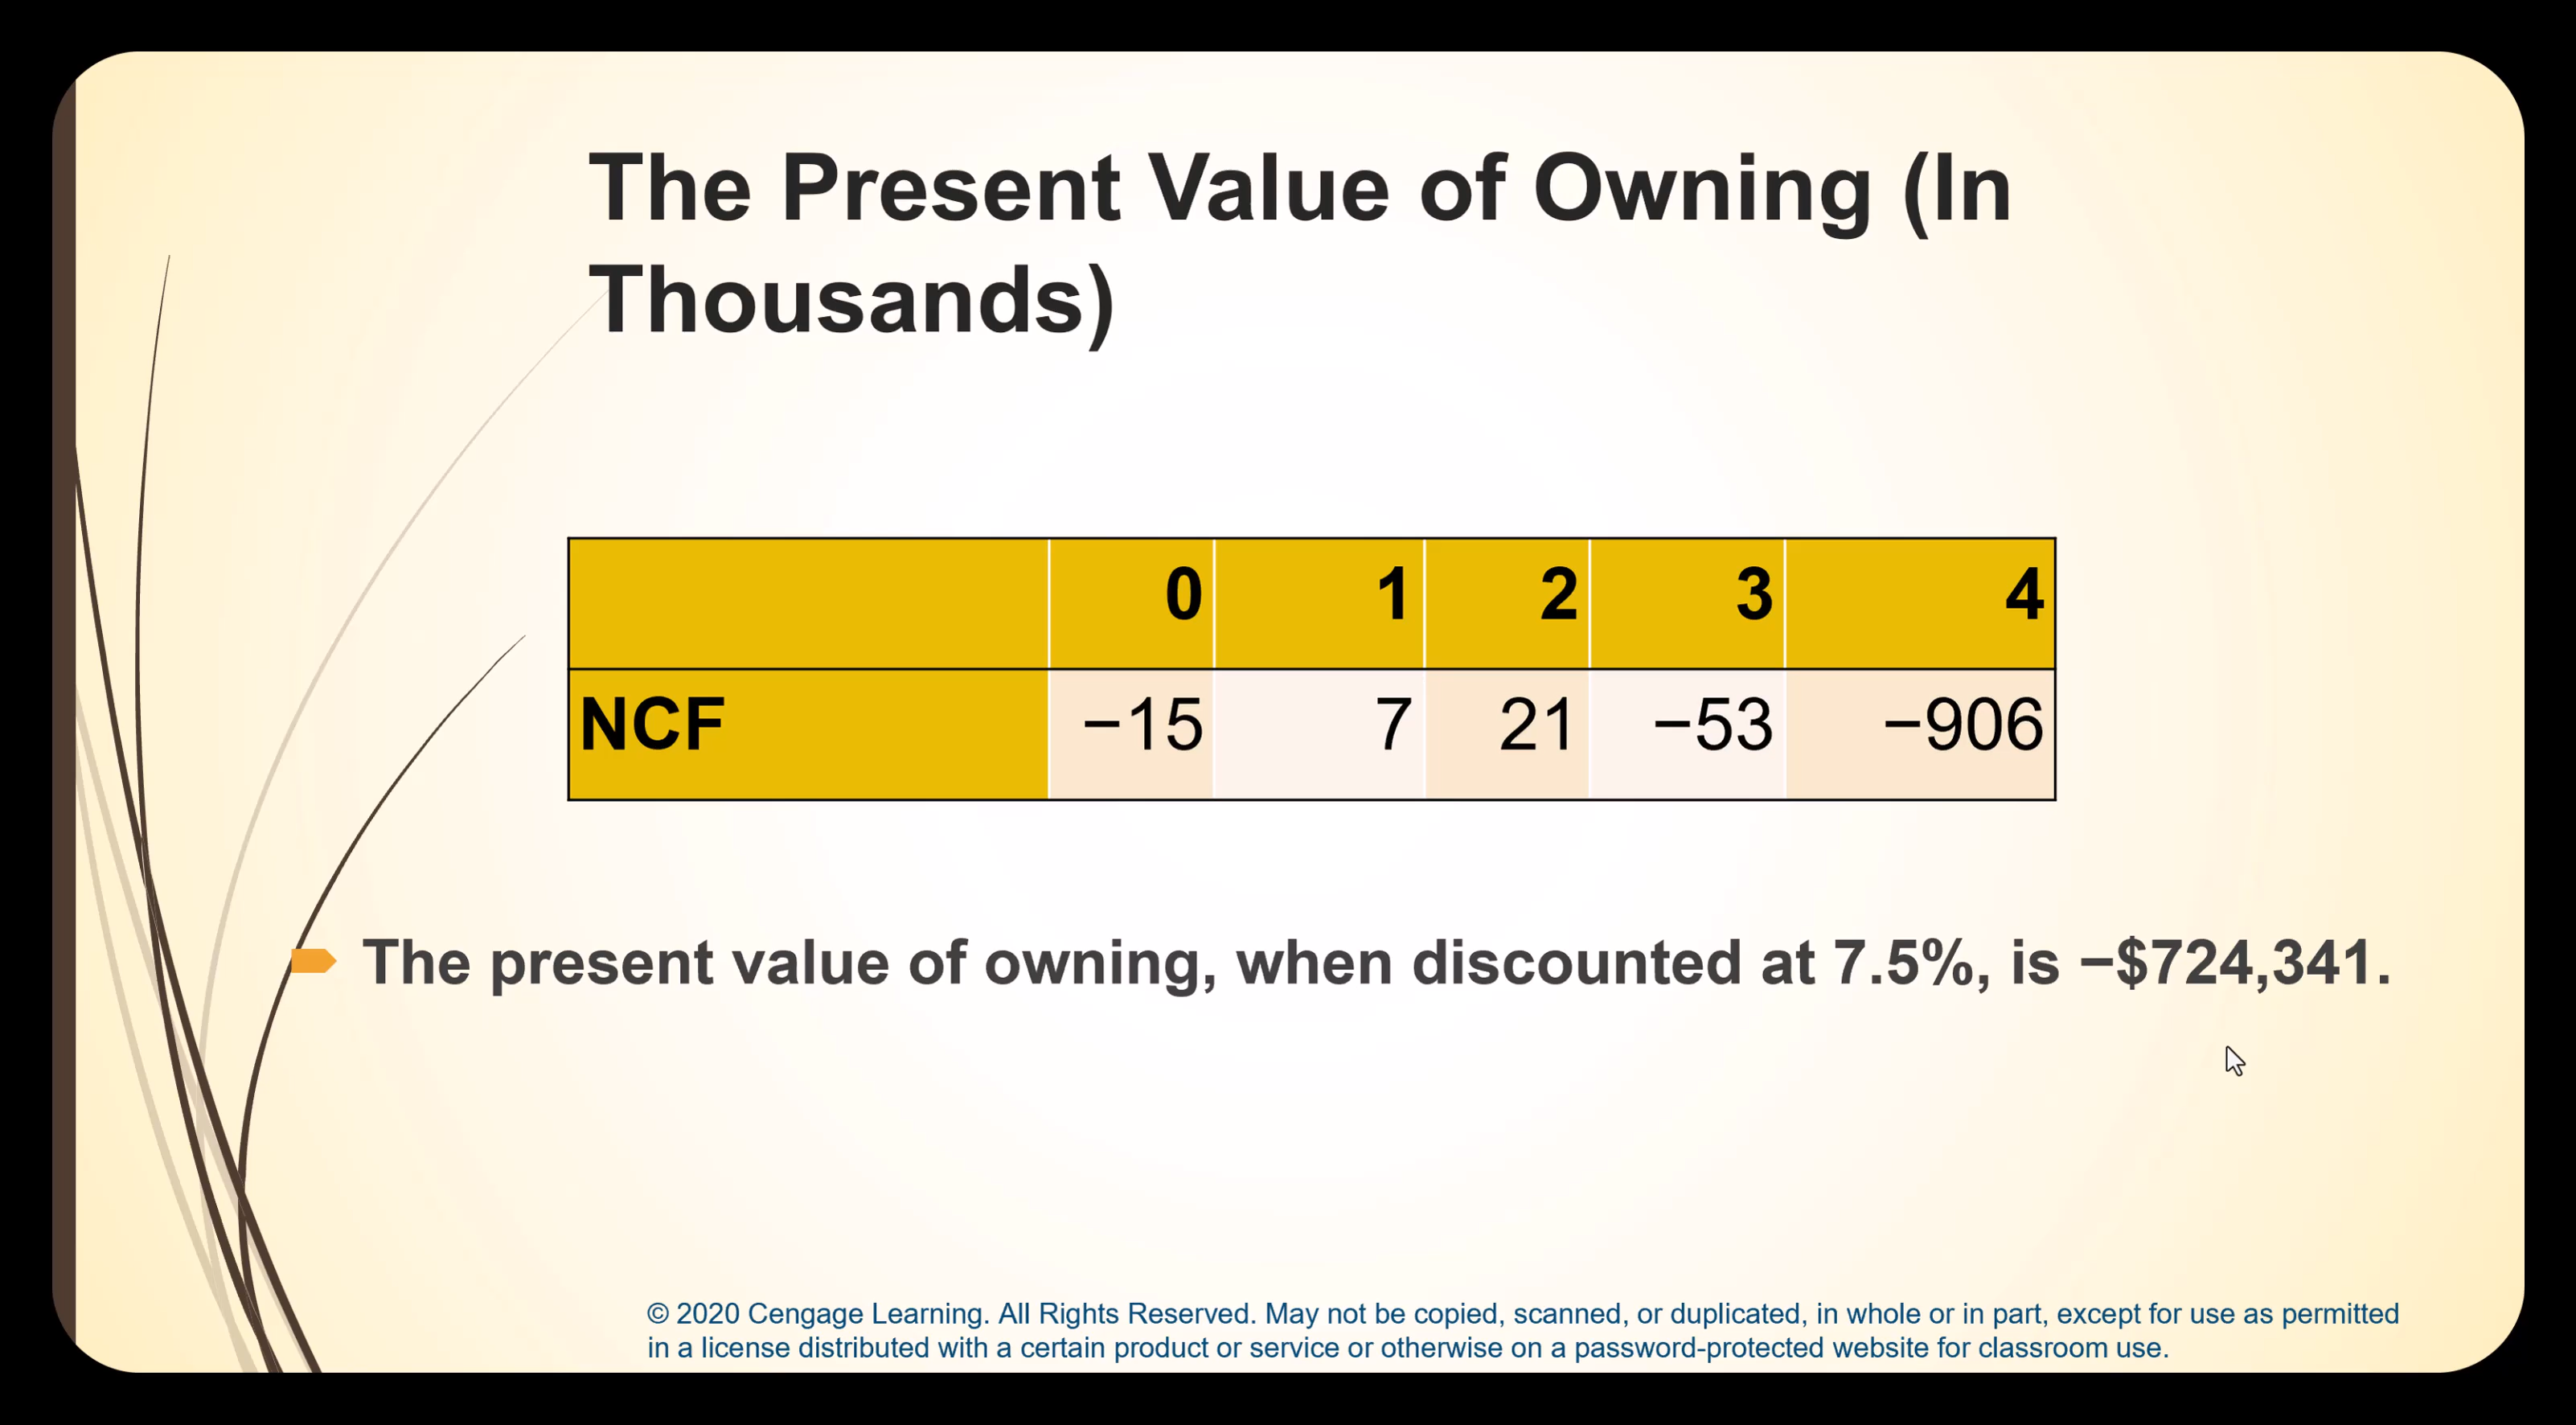 The Present Value of Owning (In
Thousands)
0 1 2 3 4
NCF −15 7 21 −53 −906
The present value of owning, when discounted at 7.5%, is −$724,341.
© 2020 Cengage Learning. All Rights Reserved. May not be copied, scanned, or duplicated, in whole or in part, except for use as permitted
in a license distributed with a certain product or service or otherwise on a password-protected website for classroom use.